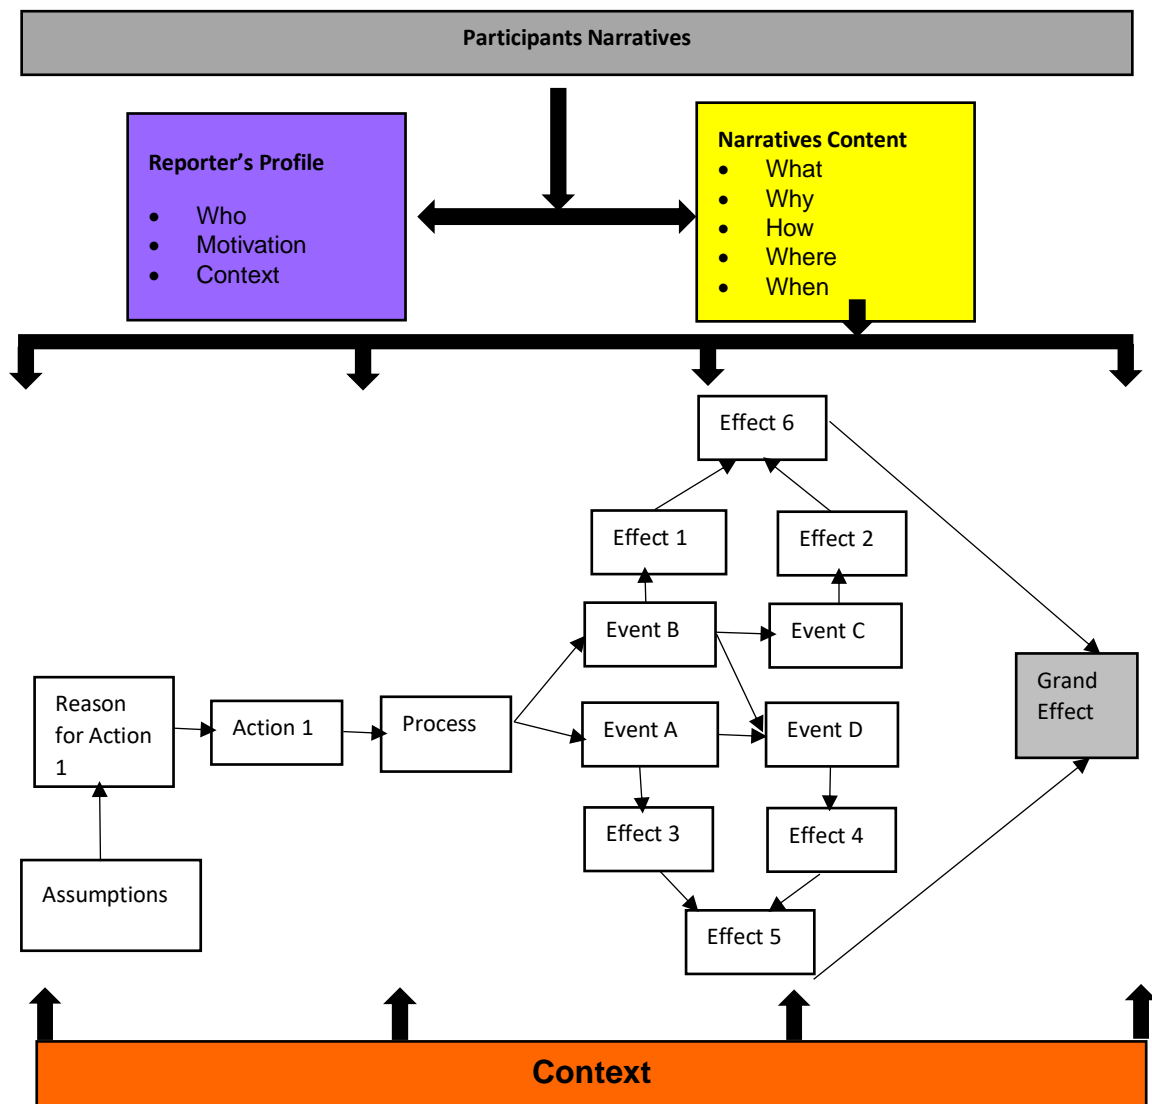 Participants Narratives
Reporter’s Profile
• Who
• Motivation
• Context
Narratives Content
• What
• Why
• How
• Where
• When
Effect 6
Effect 1
Effect 2
Event B
Event C
Reason
for Action
1
Action 1
Process
Event A
Event D
Grand
Effect
Effect 3
Effect 4
Assumptions
Effect 5
Context